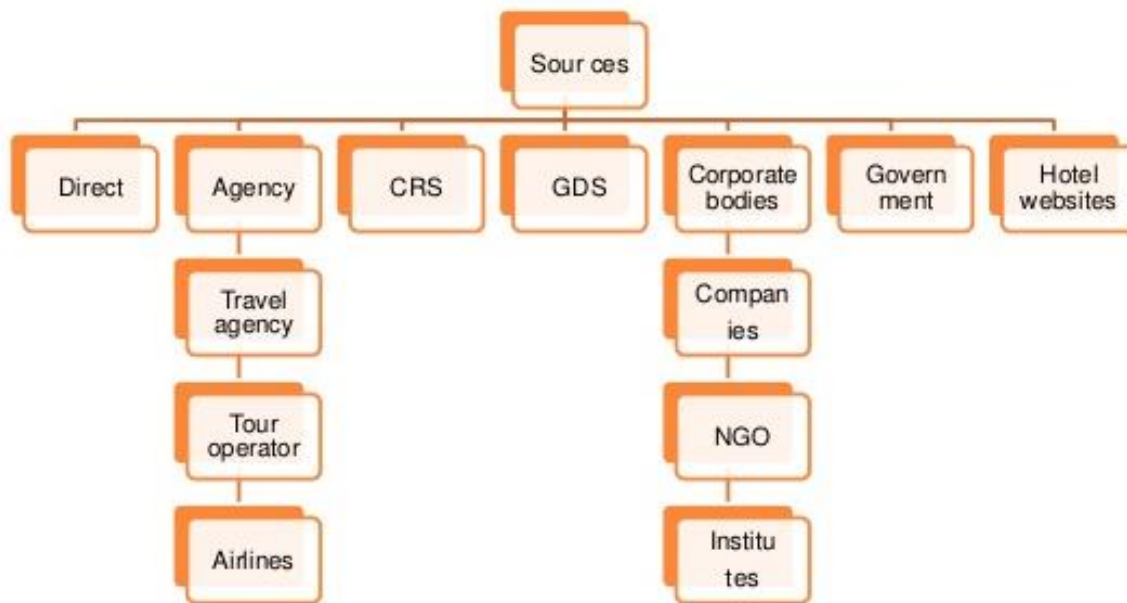 Sour ces
Direct
Agency
CRS
GDS
Corporate
bodies
Govern
ment
Hotel
websites
Travel
agency
Compan
ies
Tour
operator
NGO
Airlines
Institu
tes